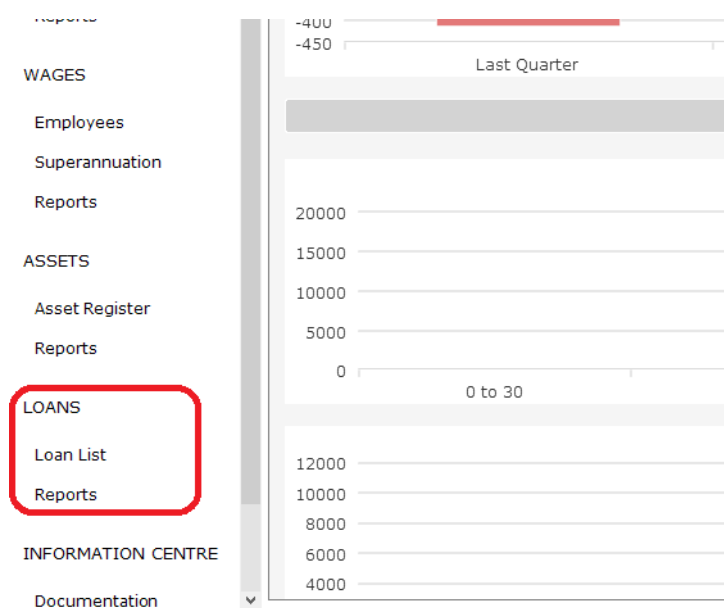 Reports
WAGES
Employees
Superannuation
Reports
ASSETS
Asset Register
Reports
LOANS
Loan List
Reports
INFORMATION CENTRE
Documentation
-400
-450
Last Quarter
20000
15000
10000
5000
0
0 to 30
12000
10000
8000
6000
4000